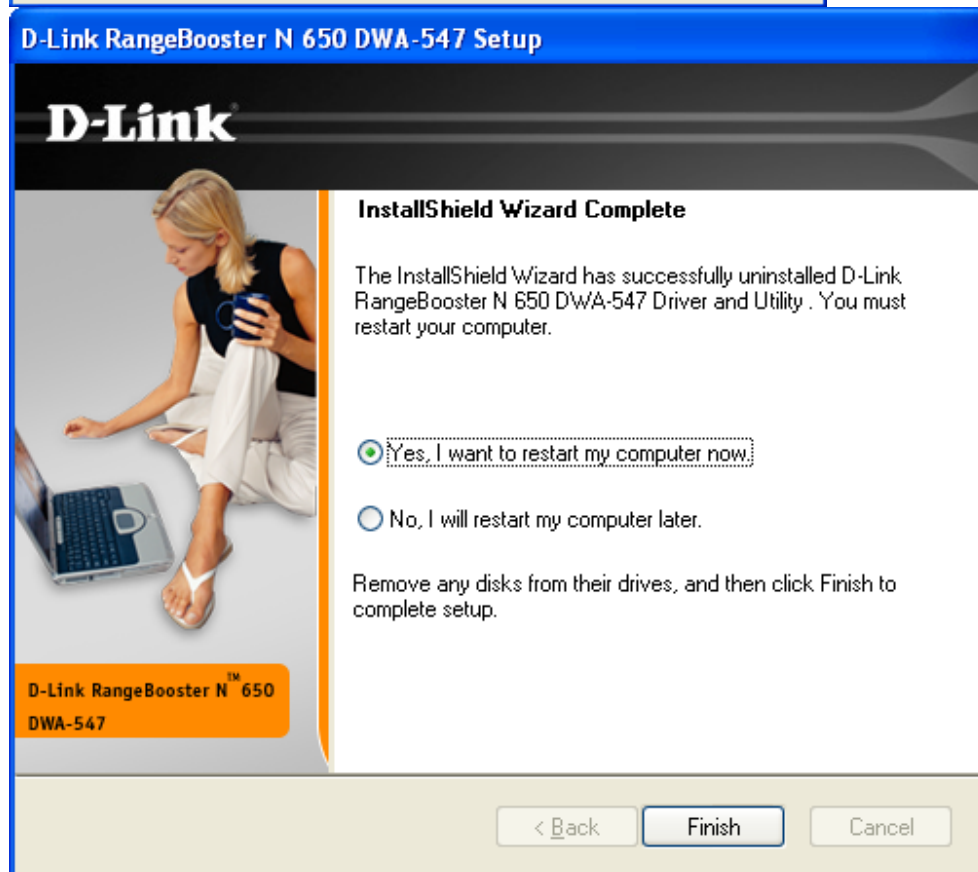 D-Link RangeBooster N 650 DWA-547 Setup
D-Link®
InstallShield Wizard Complete
The InstallShield Wizard has successfully uninstalled D-Link
RangeBooster N 650 DWA-547 Driver and Utility . You must
restart your computer.
Yes, I want to restart my computer now.
No, I will restart my computer later.
Remove any disks from their drives, and then click Finish to
complete setup.
D-Link RangeBooster N™650
DWA-547
< Back
Finish
Cancel